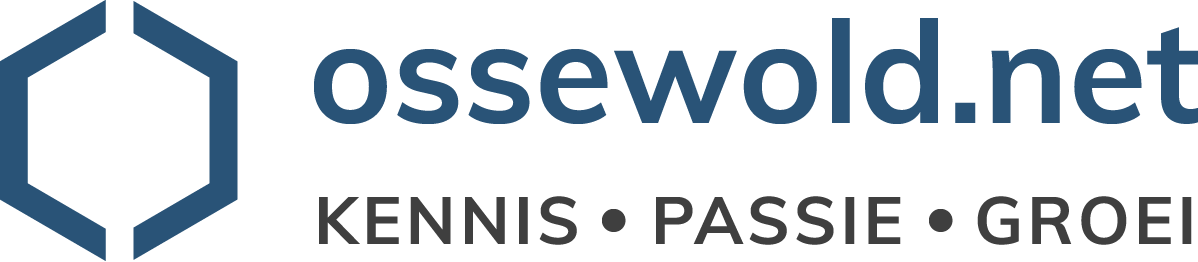 ossewold.net
KENNIS • PASSIE • GROEI